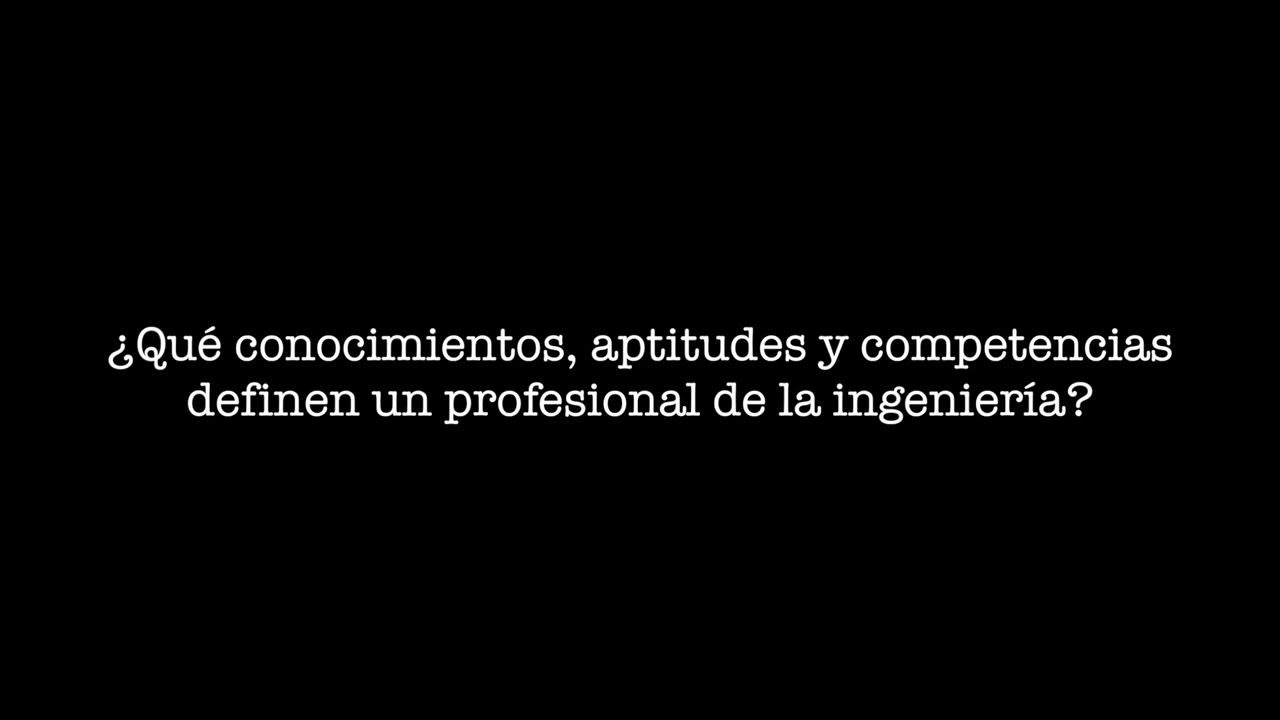 ¿Qué conocimientos, aptitudes y competencias
definen un profesional de la ingeniería?